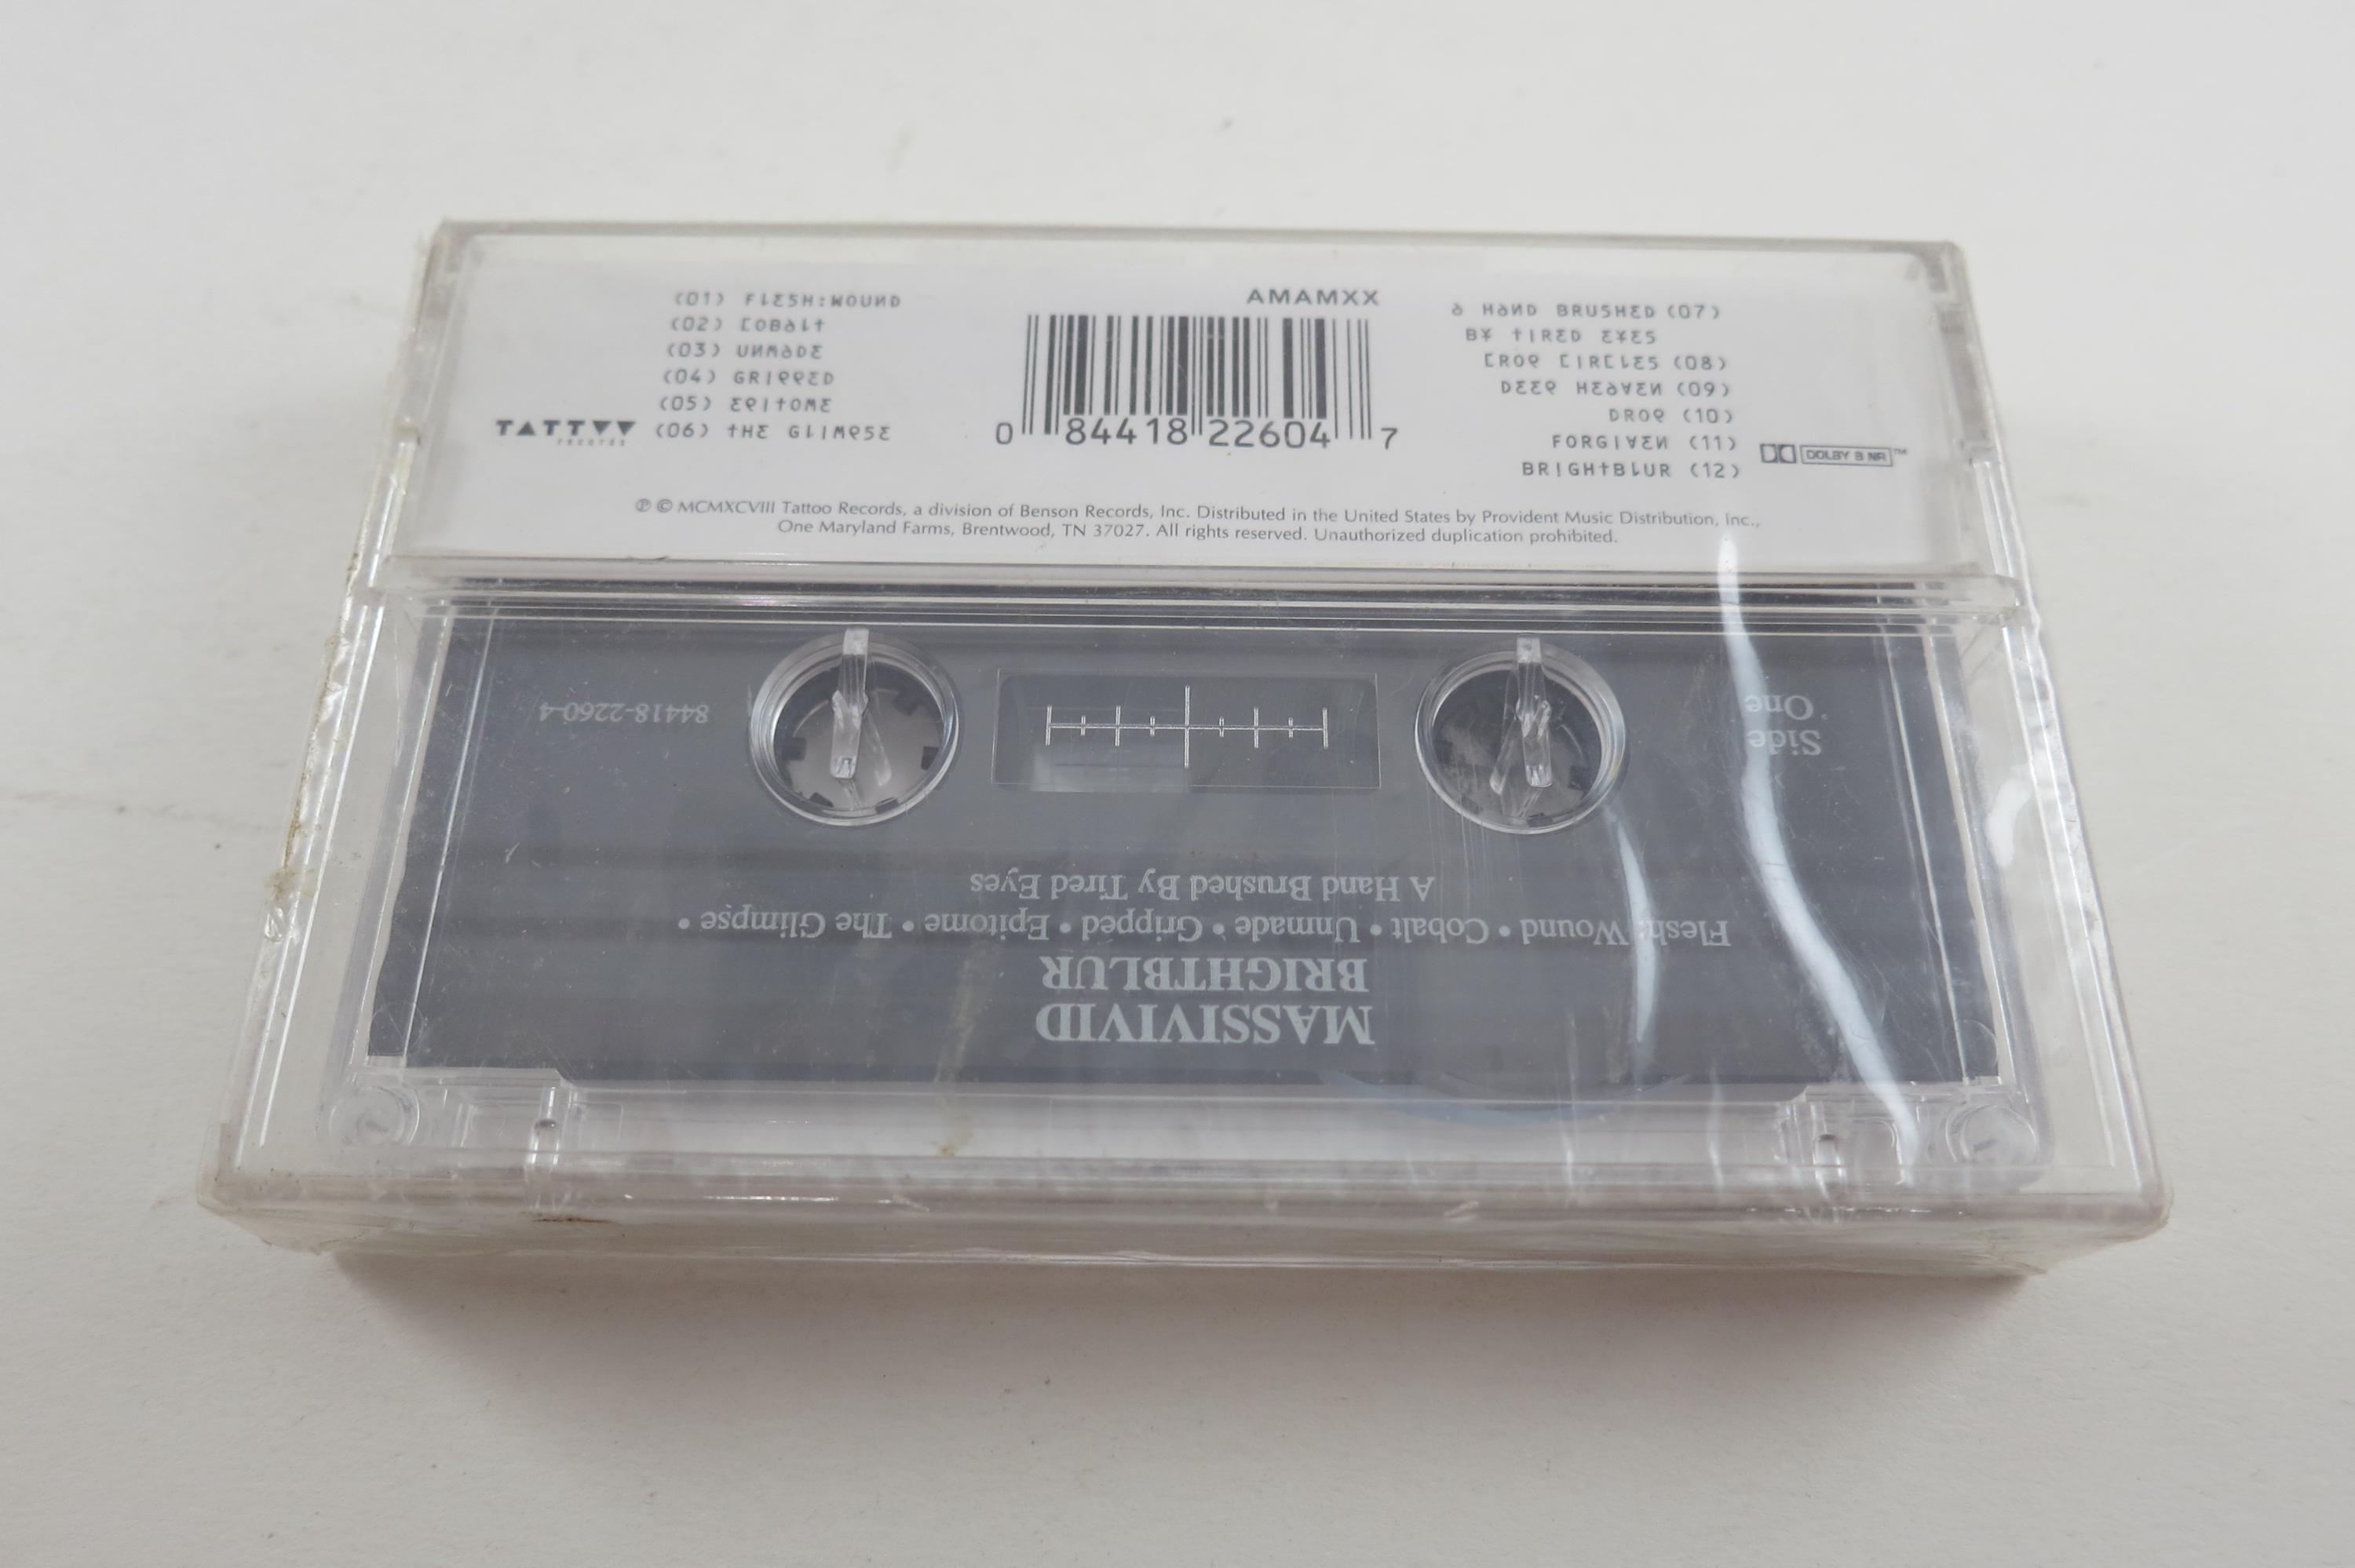 (01) FLESH:WOUND
(02) COBALT
(03) UNMADE
(04) GRIPPED
(05) EPITOME
(06) THE GLIMPSE
TATTOO
records
AMAMXX
0 84418 22604 7
A HAND BRUSHED (07)
BY TIRED EYES
CROP CIRCLES (08)
DEEP HEAVEN (09)
DROP (10)
FORGIVEN (11)
BRIGHTBLUR (12)
DOLBY B NR™
℗ © MCMXCVIII Tattoo Records, a division of Benson Records, Inc. Distributed in the United States by Provident Music Distribution, Inc.,
One Maryland Farms, Brentwood, TN 37027. All rights reserved. Unauthorized duplication prohibited.
MASSIVIVID
BRIGHTBLUR
Flesh: Wound • Cobalt • Unmade • Gripped • Epitome • The Glimpse •
A Hand Brushed By Tired Eyes
Side
One
84418-2260-4